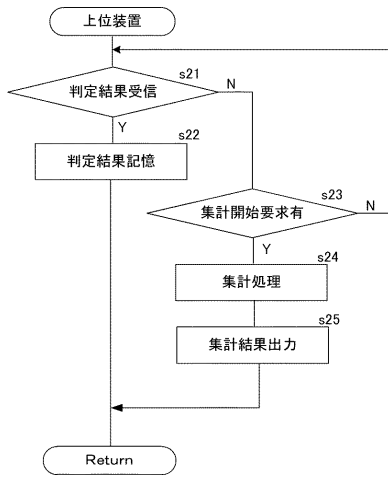 上位装置
s21
判定結果受信
N
Y
s22
判定結果記憶
s23
集計開始要求有
N
Y
s24
集計処理
s25
集計結果出力
Return